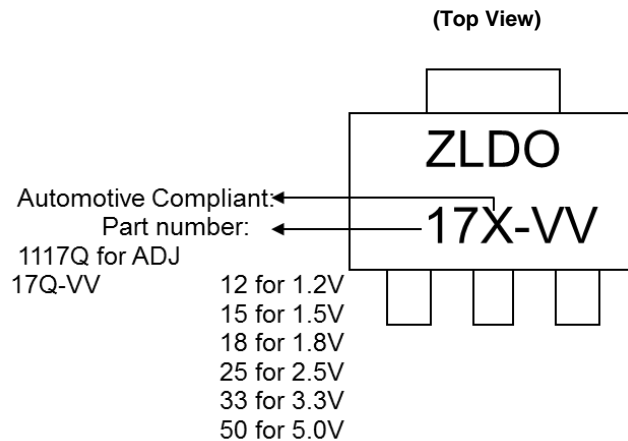 (Top View)
ZLDO
17X-VV
Automotive Compliant:
Part number:
1117Q for ADJ
17Q-VV
12 for 1.2V
15 for 1.5V
18 for 1.8V
25 for 2.5V
33 for 3.3V
50 for 5.0V